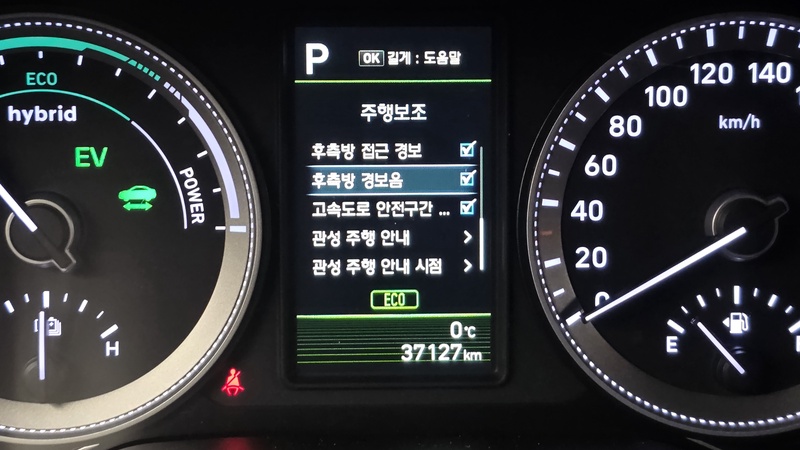 ECO
hybrid
EV
POWER
H
P
OK 길게 : 도움말
주행보조
후측방 접근 경보
후측방 경보음
고속도로 안전구간 ...
관성 주행 안내
관성 주행 안내 시점
ECO
0℃
37127km
140
120
100
80
km/h
60
40
20
0
E